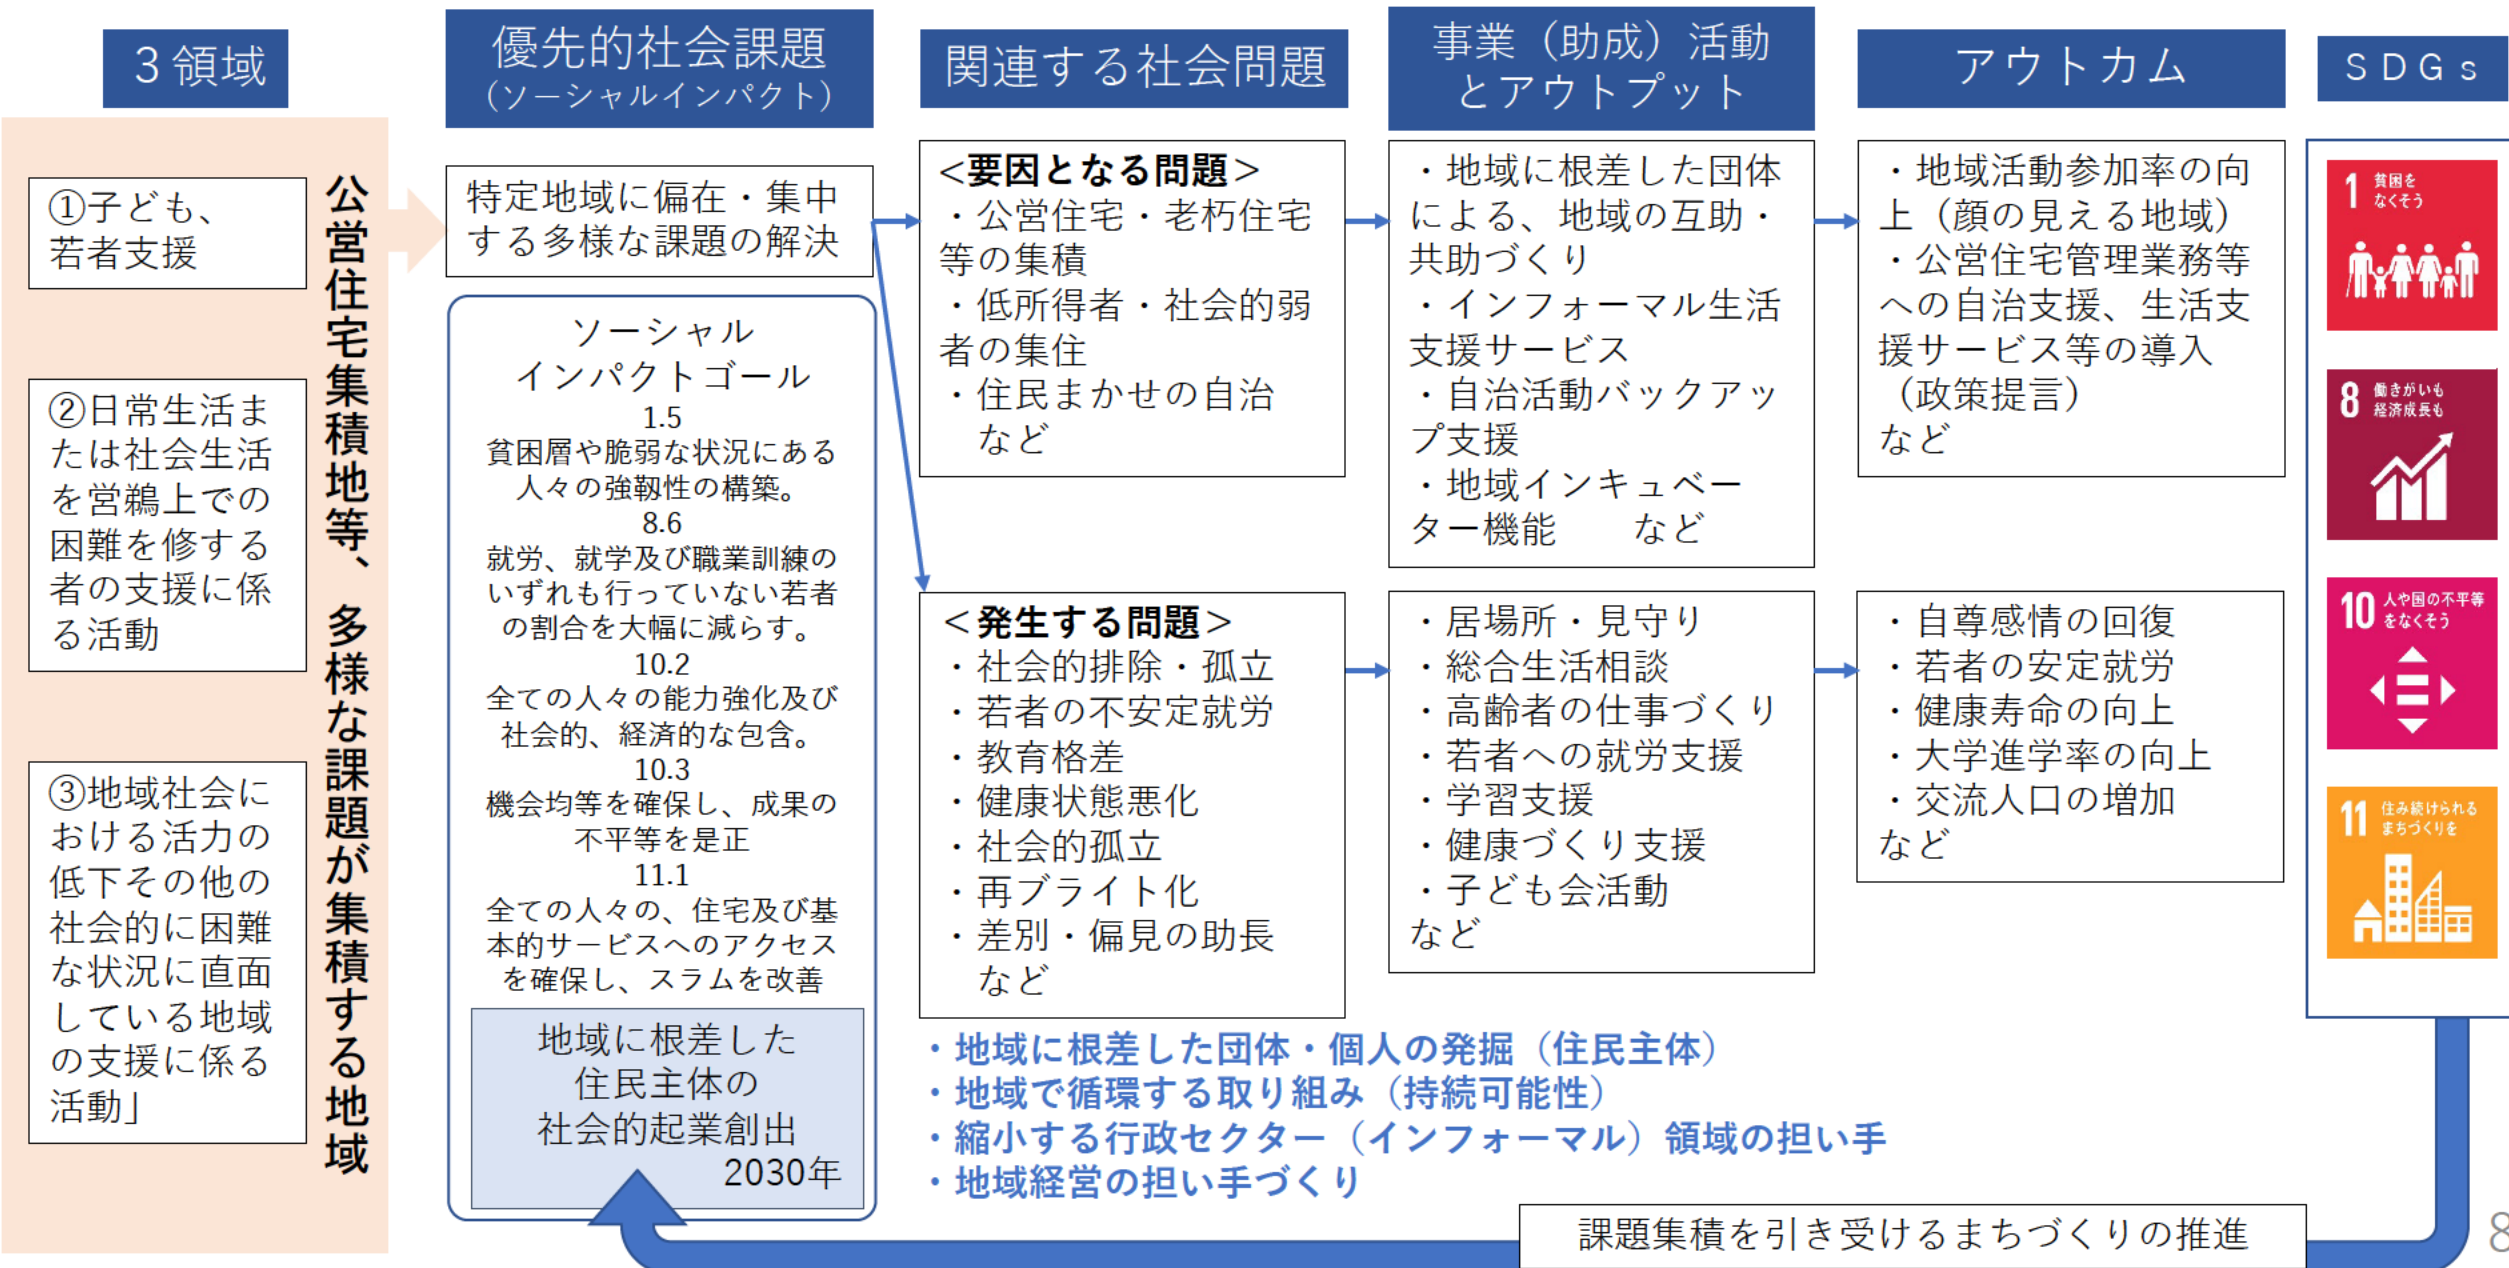 3領域
①子ども、
若者支援
②日常生活ま
たは社会生活
を営鵜上での
困難を修する
者の支援に係
る活動
③地域社会に
おける活力の
低下その他の
社会的に困難
な状況に直面
している地域
の支援に係る
活動」
公営住宅集積地等、多様な課題が集積する地域
優先的社会課題
（ソーシャルインパクト）
特定地域に偏在・集中
する多様な課題の解決
ソーシャル
インパクトゴール
1.5
貧困層や脆弱な状況にある
人々の強靱性の構築。
8.6
就労、就学及び職業訓練の
いずれも行っていない若者
の割合を大幅に減らす。
10.2
全ての人々の能力強化及び
社会的、経済的な包含。
10.3
機会均等を確保し、成果の
不平等を是正
11.1
全ての人々の、住宅及び基
本的サービスへのアクセス
を確保し、スラムを改善
地域に根差した
住民主体の
社会的起業創出
2030年
関連する社会問題
<要因となる問題＞
・公営住宅・老朽住宅
等の集積
・低所得者・社会的弱
者の集住
・住民まかせの自治
など
＜発生する問題＞
・社会的排除・孤立
・若者の不安定就労
・教育格差
・健康状態悪化
・社会的孤立
・再ブライト化
・差別・偏見の助長
など
事業（助成）活動
とアウトプット
・地域に根差した団体
による、地域の互助・
共助づくり
・インフォーマル生活
支援サービス
・自治活動バックアッ
プ支援
・地域インキュベー
ター機能　　など
・居場所・見守り
・総合生活相談
・高齢者の仕事づくり
・若者への就労支援
・学習支援
・健康づくり支援
・子ども会活動
など
アウトカム
・地域活動参加率の向
上（顔の見える地域）
・公営住宅管理業務等
への自治支援、生活支
援サービス等の導入
（政策提言）
など
・自尊感情の回復
・若者の安定就労
・健康寿命の向上
・大学進学率の向上
・交流人口の増加
など
ＳＤＧｓ
1 貧困を
なくそう
8 働きがいも
経済成長も
10 人や国の不平等
をなくそう
11 住み続けられる
まちづくりを
・地域に根差した団体・個人の発掘（住民主体）
・地域で循環する取り組み（持続可能性）
・縮小する行政セクター（インフォーマル）領域の担い手
・地域経営の担い手づくり
課題集積を引き受けるまちづくりの推進
8